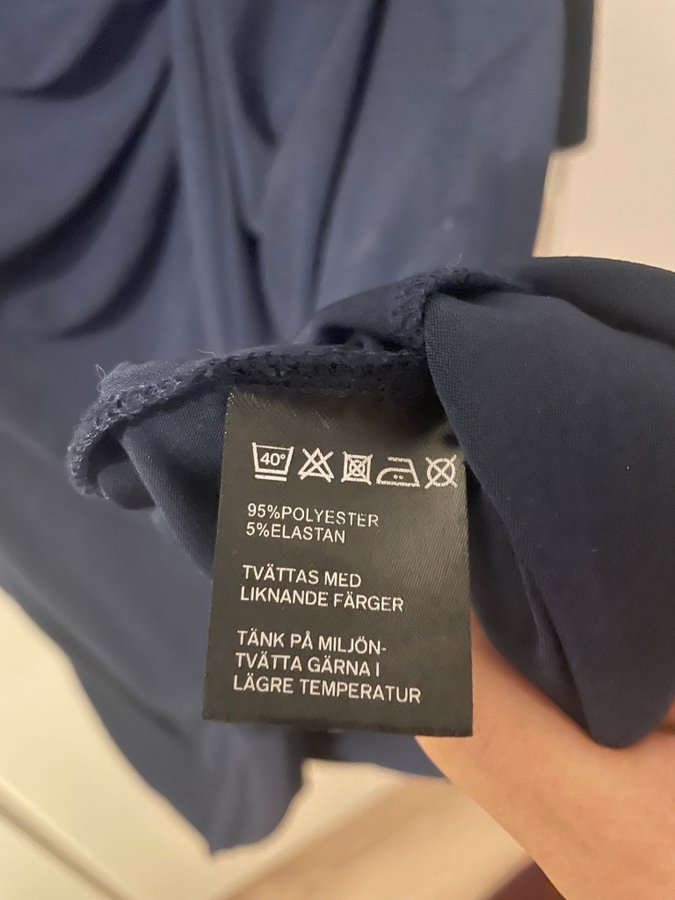 40°
95%POLYESTER
5%ELASTAN
TVÄTTAS MED
LIKNANDE FÄRGER
TÄNK PÅ MILJÖN-
TVÄTTA GÄRNA I
LÄGRE TEMPERATUR